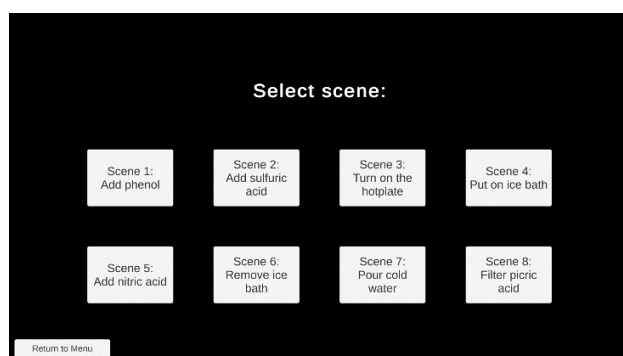 Select scene:
Scene 1:
Add phenol
Scene 2:
Add sulfuric
acid
Scene 3:
Turn on the
hotplate
Scene 4:
Put on ice bath
Scene 5:
Add nitric acid
Scene 6:
Remove ice
bath
Scene 7:
Pour cold
water
Scene 8:
Filter picric
acid
Return to Menu